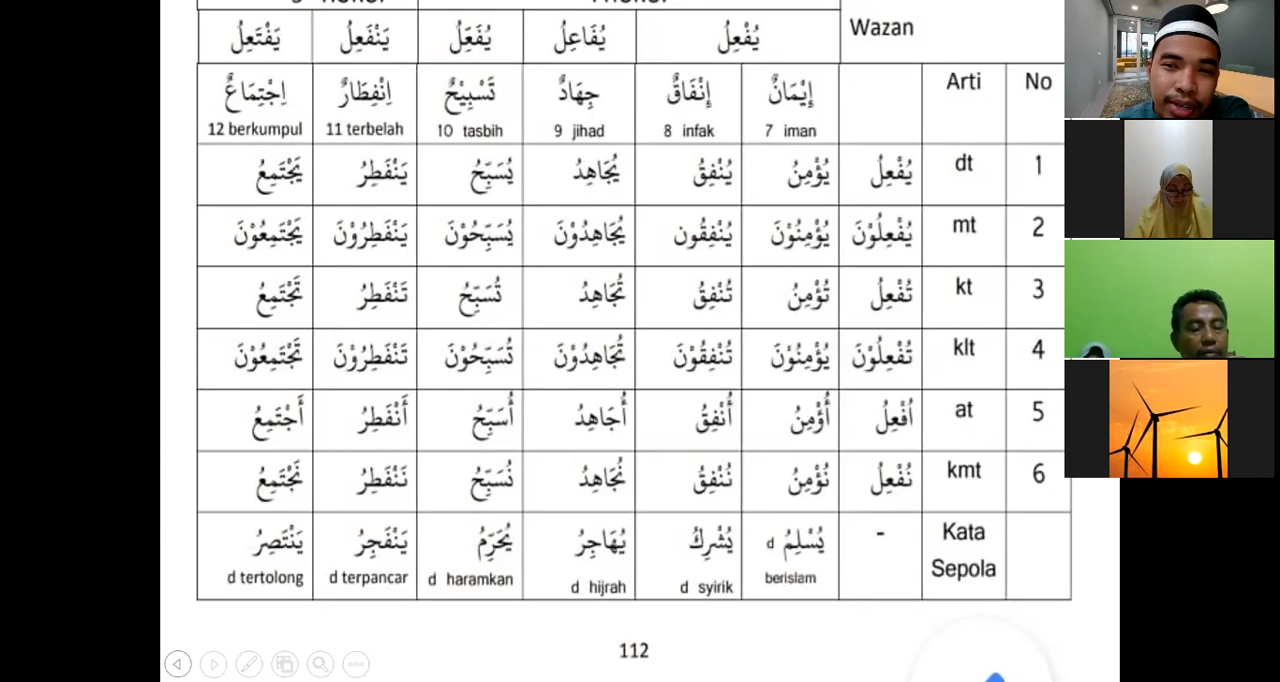 Wazan يُفْعِلُ يُفَاعِلُ يُفَعِّلُ يَنْفَعِلُ يَفْتَعِلُ
No Arti إِيْمَانٌ إِنْفَاقٌ جِهَادٌ تَسْبِيْحٌ اِنْفِطَارٌ اِجْتِمَاعٌ
7 iman 8 infak 9 jihad 10 tasbih 11 terbelah 12 berkumpul
1 dt يُفْعِلُ يُؤْمِنُ يُنْفِقُ يُجَاهِدُ يُسَبِّحُ يَنْفَطِرُ يَجْتَمِعُ
2 mt يُفْعِلُوْنَ يُؤْمِنُوْنَ يُنْفِقُون يُجَاهِدُوْنَ يُسَبِّحُوْنَ يَنْفَطِرُوْنَ يَجْتَمِعُوْنَ
3 kt تُفْعِلُ تُؤْمِنُ تُنْفِقُ تُجَاهِدُ تُسَبِّحُ تَنْفَطِرُ تَجْتَمِعُ
4 klt تُفْعِلُوْنَ يُؤْمِنُوْنَ تُنْفِقُوْنَ تُجَاهِدُوْنَ تُسَبِّحُوْنَ تَنْفَطِرُوْنَ تَجْتَمِعُوْنَ
5 at اُفْعِلُ أُؤْمِنُ أُنْفِقُ أُجَاهِدُ أُسَبِّحُ أَنْفَطِرُ أَجْتَمِعُ
6 kmt نُفْعِلُ نُؤْمِنُ نُنْفِقُ نُجَاهِدُ نُسَبِّحُ نَنْفَطِرُ نَجْتَمِعُ
Kata Sepola - يُسْلِمُ d يُشْرِكُ يُهَاجِرُ يُحَرِّمُ يَنْفَجِرُ يَنْتَصِرُ
berislam d syirik d hijrah d haramkan d terpancar d tertolong
112